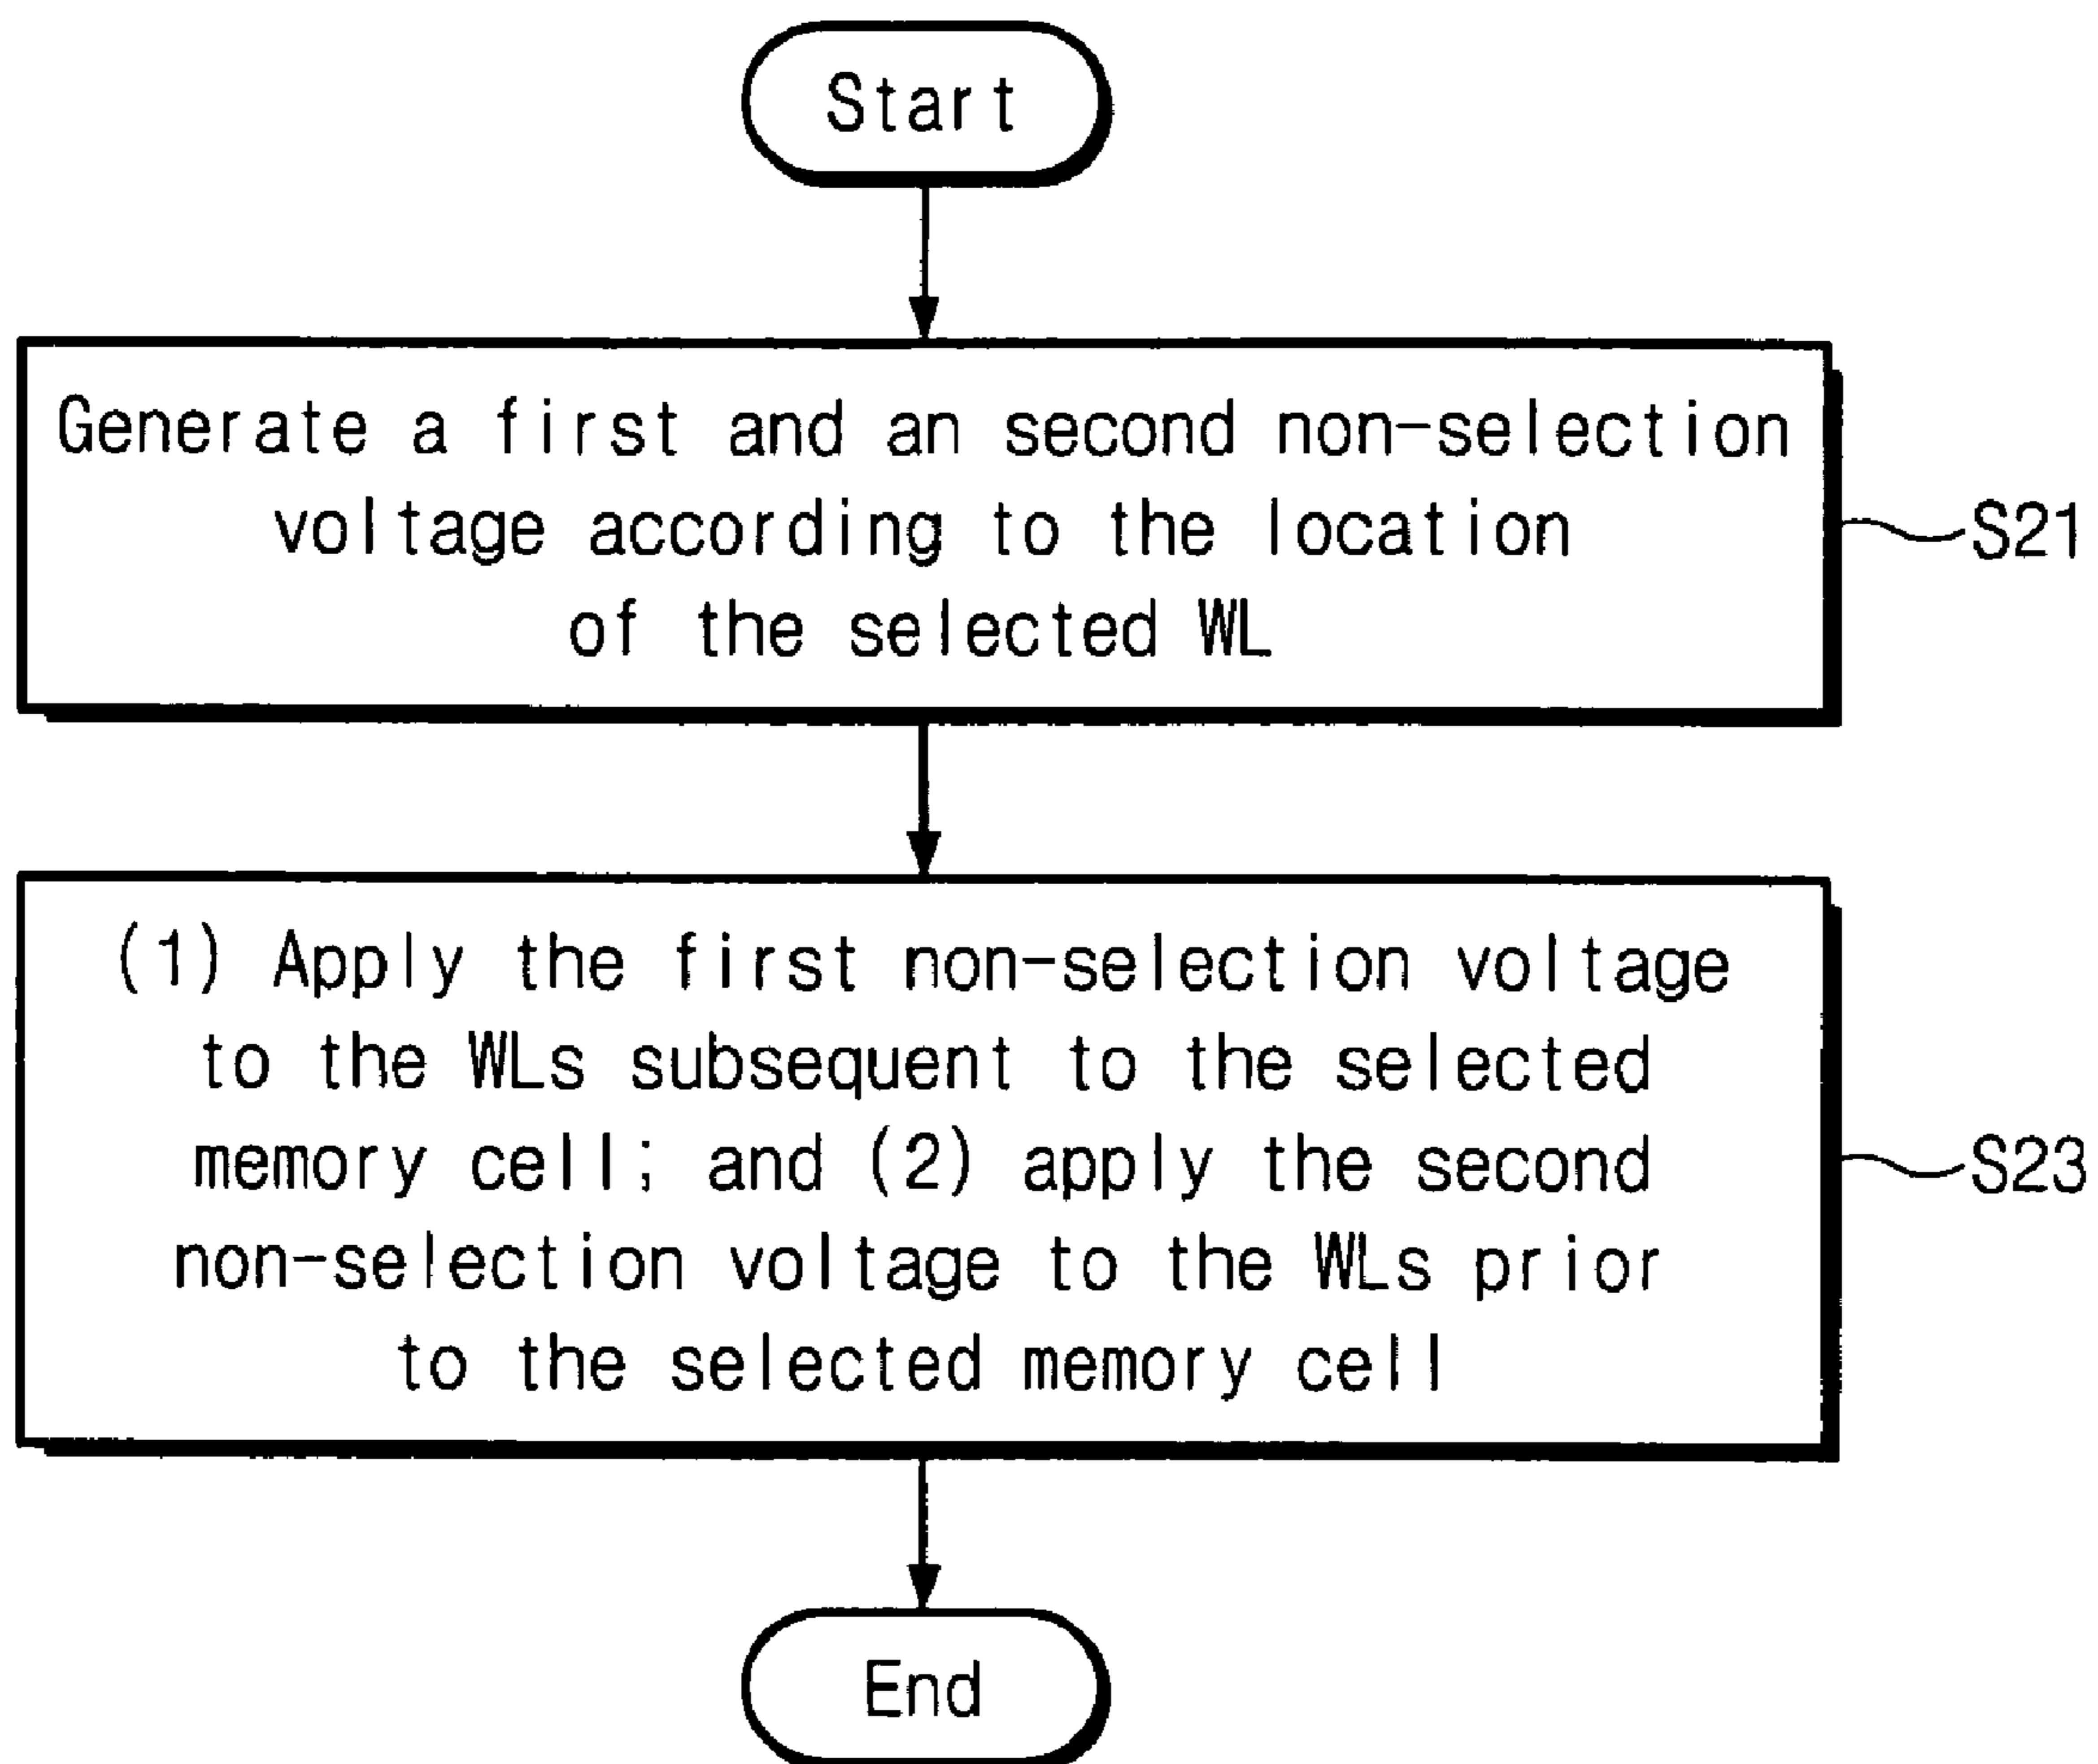 Start
Generate a first and an second non-selection
voltage according to the location
of the selected WL
S21
(1) Apply the first non-selection voltage
to the WLs subsequent to the selected
memory cell; and (2) apply the second
non-selection voltage to the WLs prior
to the selected memory cell
S23
End